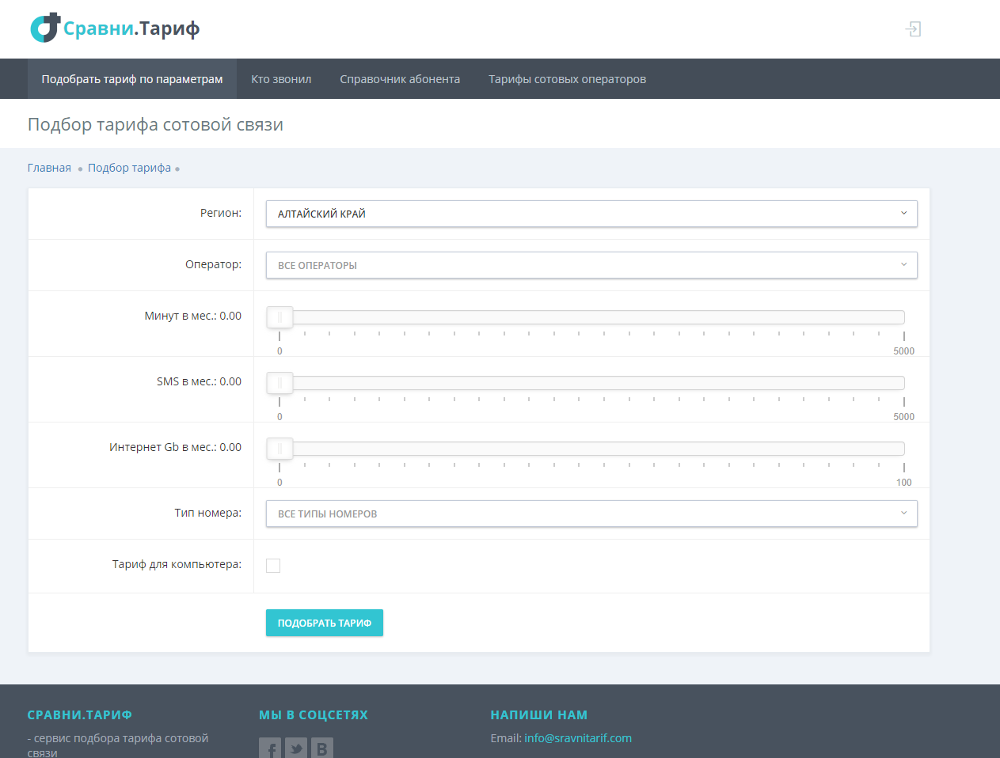 Сравни.Тариф
Подобрать тариф по параметрам Кто звонил Справочник абонента Тарифы сотовых операторов
Подбор тарифа сотовой связи
Главная Подбор тарифа
Регион: АЛТАЙСКИЙ КРАЙ
Оператор: ВСЕ ОПЕРАТОРЫ
Минут в мес.: 0.00
0 5000
SMS в мес.: 0.00
0 5000
Интернет Gb в мес.: 0.00
0 100
Тип номера: ВСЕ ТИПЫ НОМЕРОВ
Тариф для компьютера:
ПОДОБРАТЬ ТАРИФ
СРАВНИ.ТАРИФ МЫ В СОЦСЕТЯХ НАПИШИ НАМ
- сервис подбора тарифа сотовой Email: info@sravnitarif.com
связи